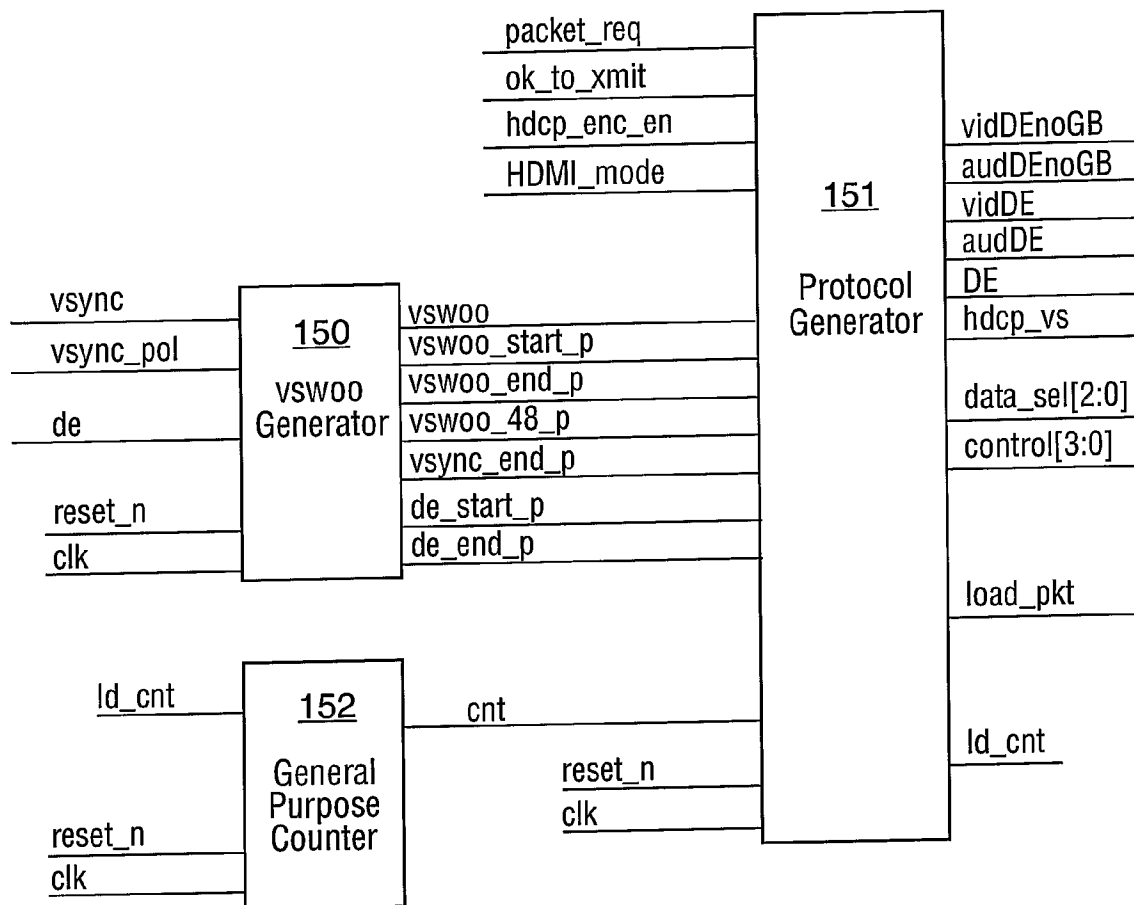 packet_req
ok_to_xmit
hdcp_enc_en
HDMI_mode
151
Protocol
Generator
vidDEnoGB
audDEnoGB
vidDE
audDE
DE
hdcp_vs
data_sel[2:0]
control[3:0]
load_pkt
ld_cnt
vsync
vsync_pol
de
reset_n
clk
150
vswoo
Generator
vswoo
vswoo_start_p
vswoo_end_p
vswoo_48_p
vsync_end_p
de_start_p
de_end_p
ld_cnt
reset_n
clk
152
General
Purpose
Counter
cnt
reset_n
clk